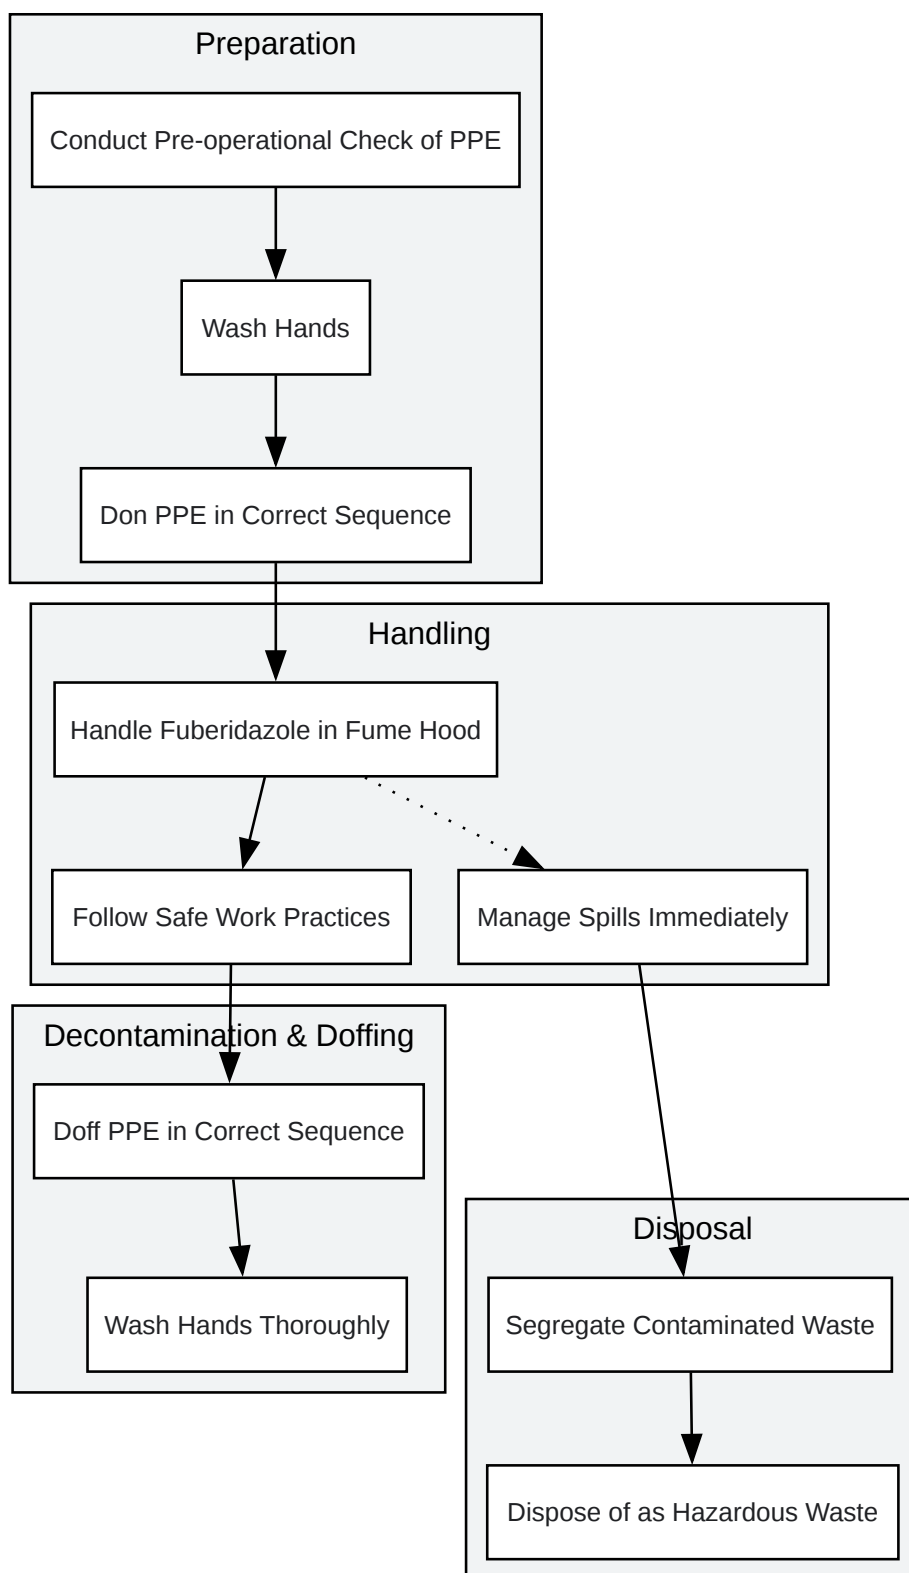 Preparation
Conduct Pre-operational Check of PPE
Wash Hands
Don PPE in Correct Sequence
Handling
Handle Fuberidazole in Fume Hood
Follow Safe Work Practices
Manage Spills Immediately
Decontamination & Doffing
Doff PPE in Correct Sequence
Wash Hands Thoroughly
Disposal
Segregate Contaminated Waste
Dispose of as Hazardous Waste